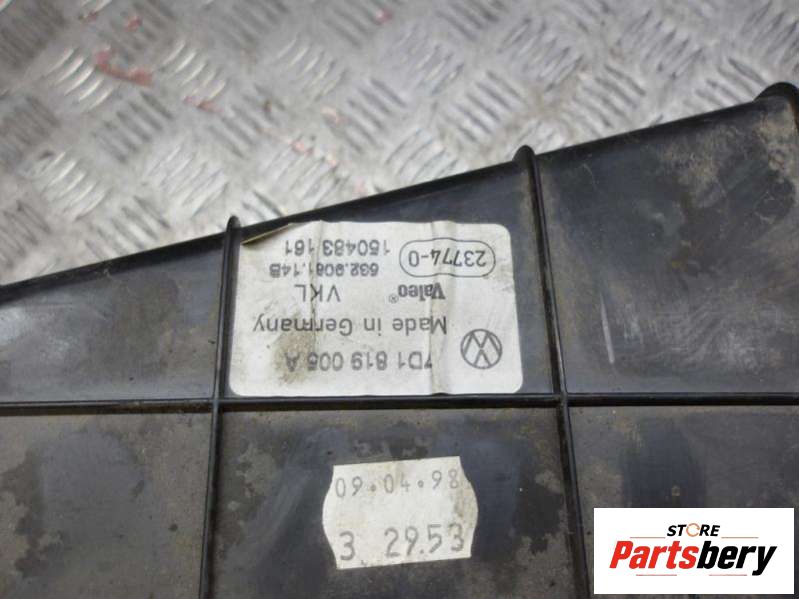 7D1 819 005 A
Made in Germany
Valeo® VKL
632.9081.14B
23774-0
150483 161
09.04.98
3 29.53
STORE
Partsbery